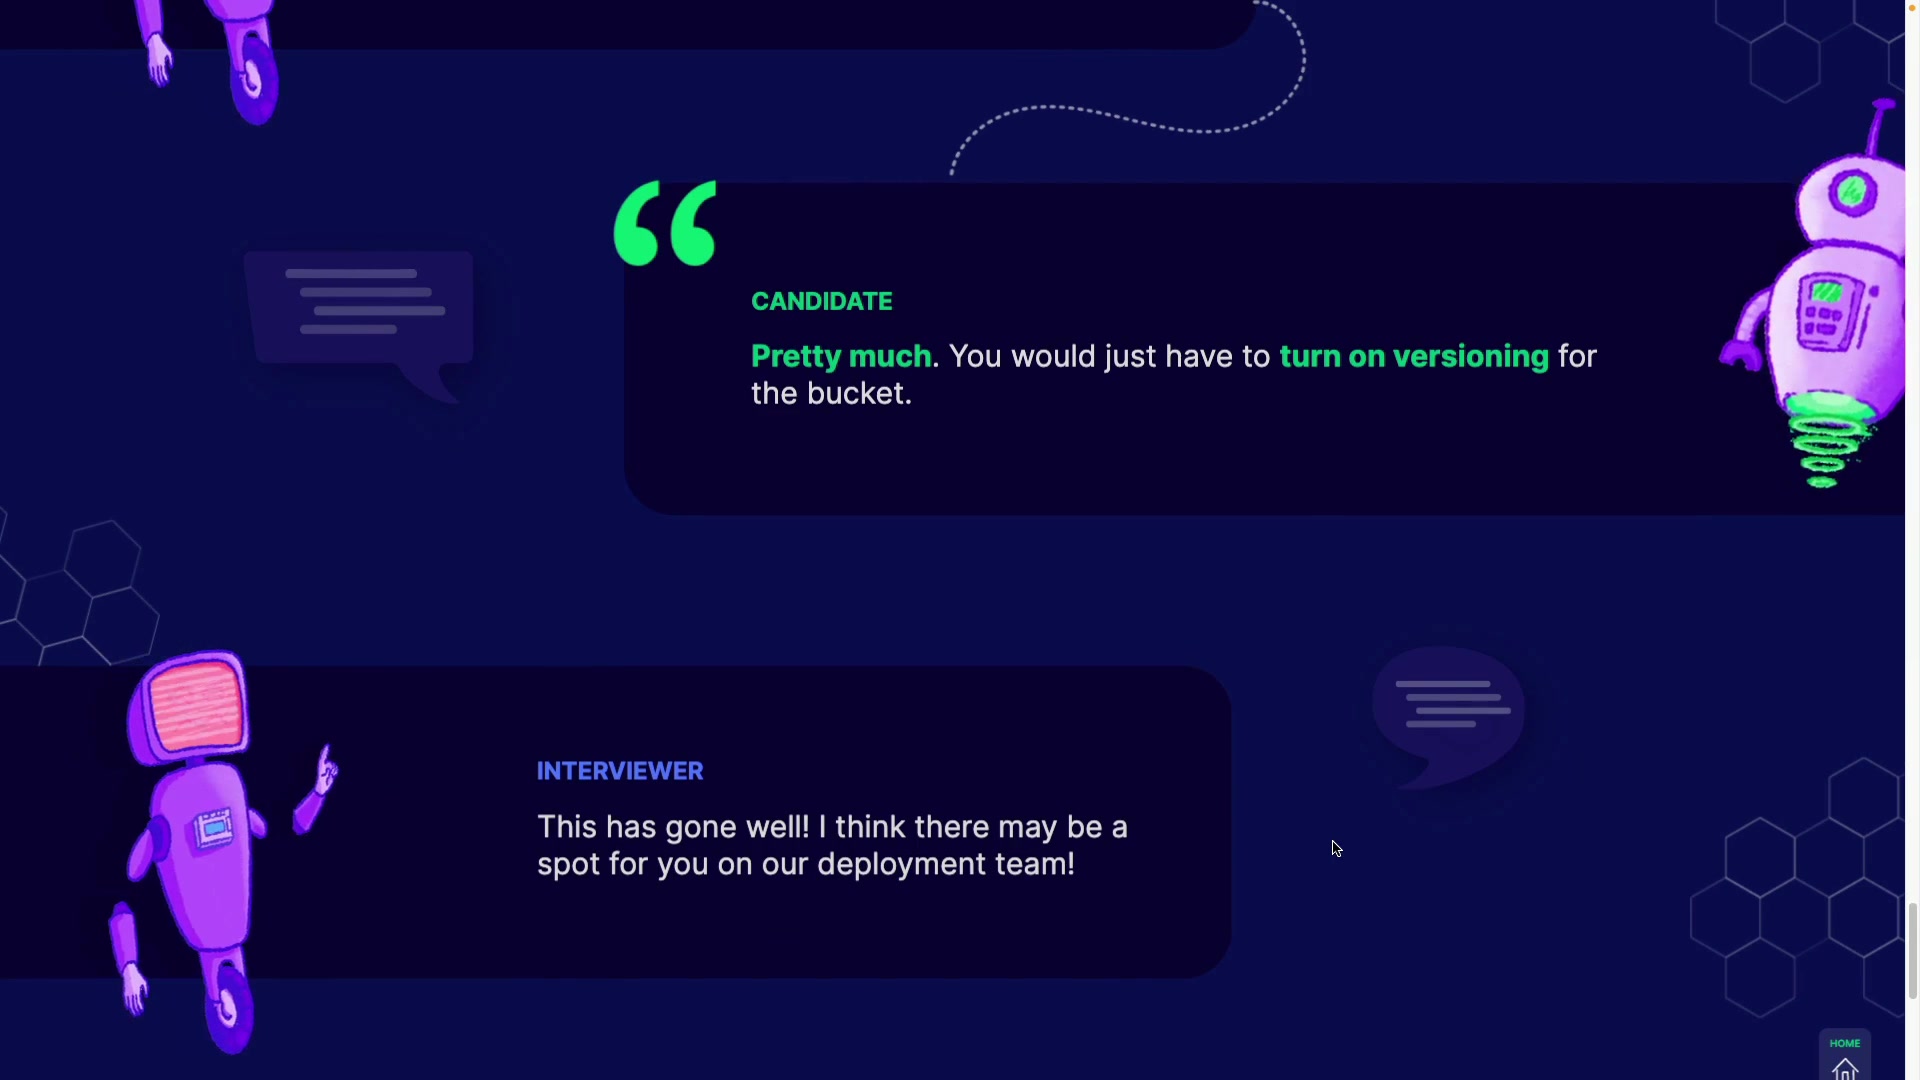 CANDIDATE
Pretty much. You would just have to turn on versioning for
the bucket.
INTERVIEWER
This has gone well! I think there may be a
spot for you on our deployment team!
HOME